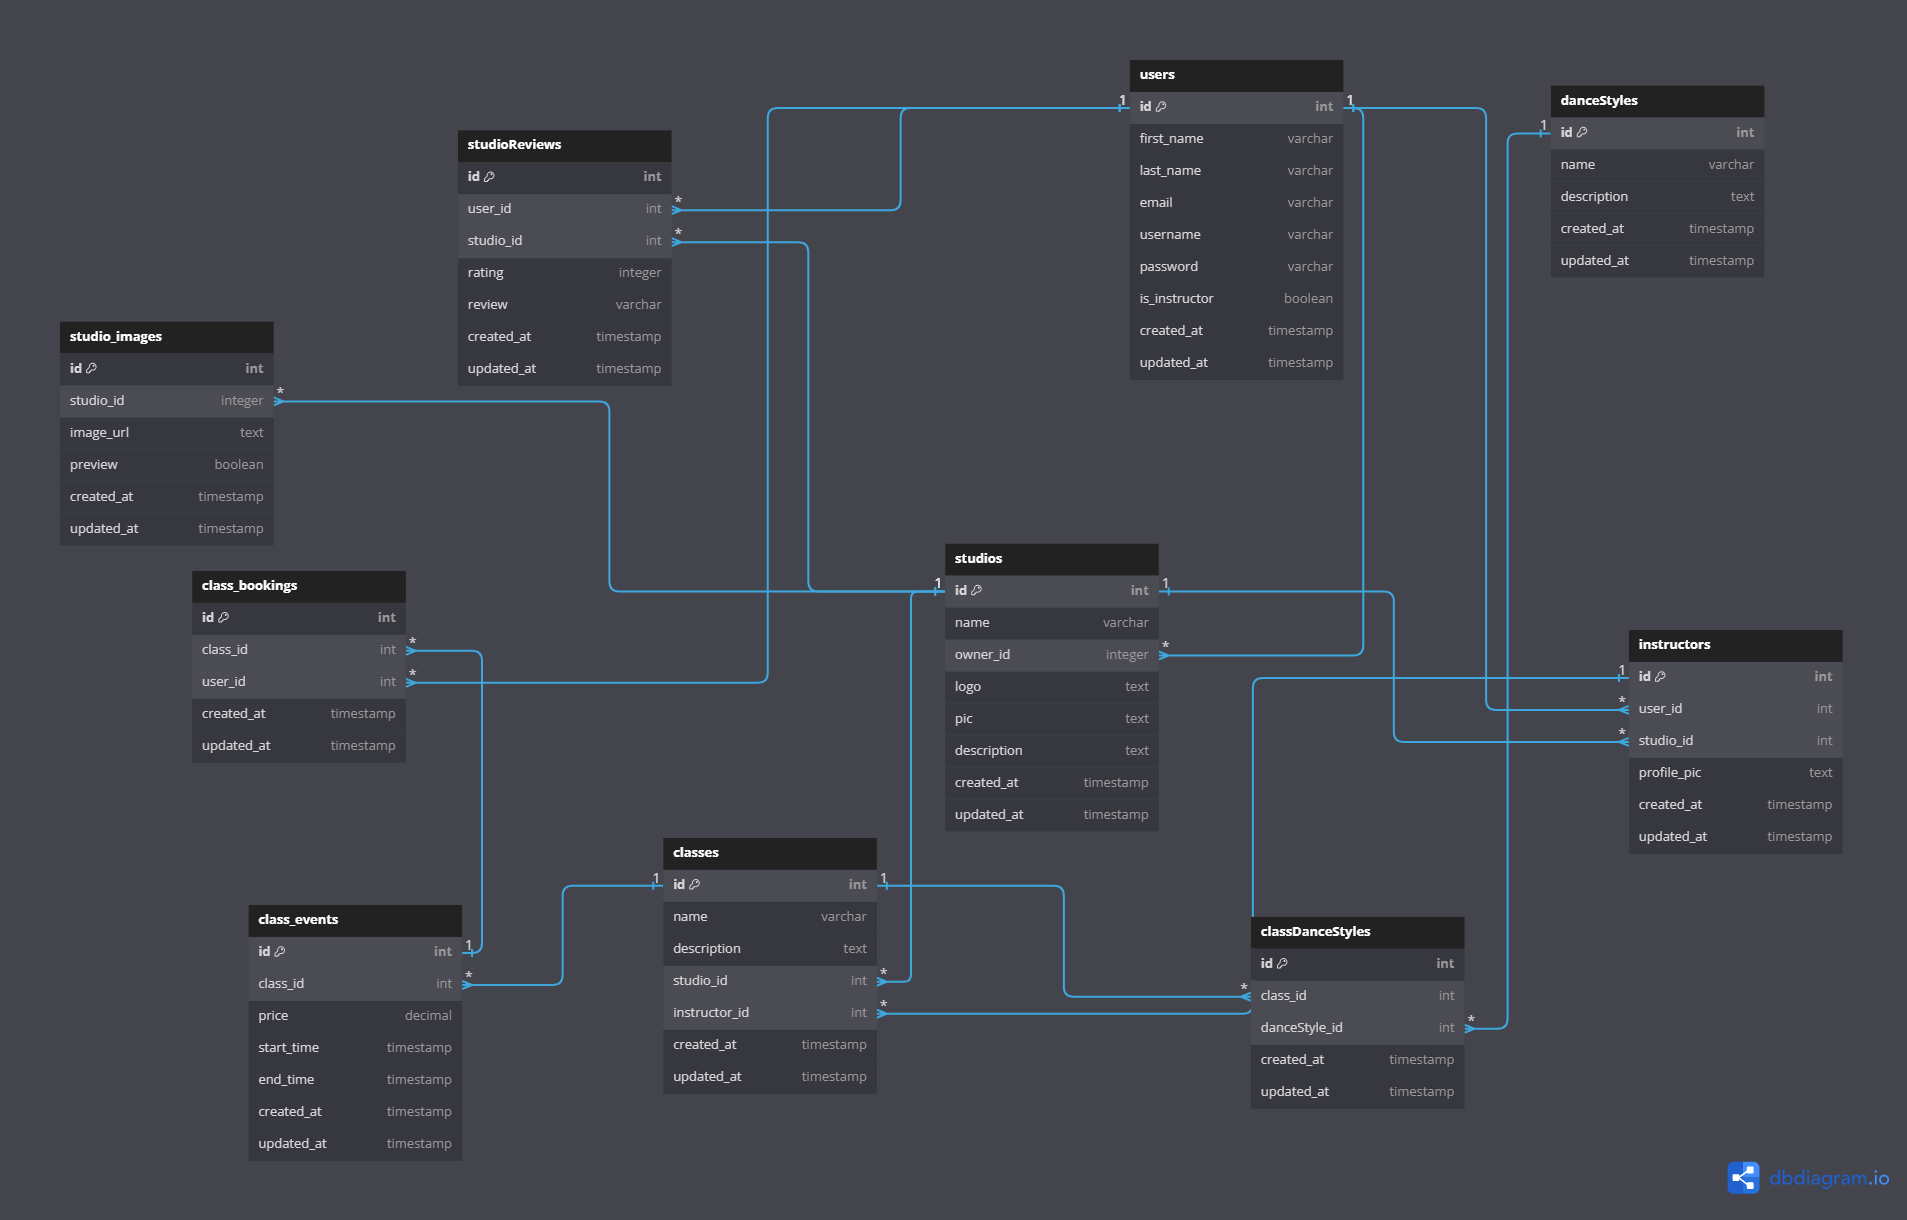 users
id int
first_name varchar
last_name varchar
email varchar
username varchar
password varchar
is_instructor boolean
created_at timestamp
updated_at timestamp
1
1
danceStyles
id int
name varchar
description text
created_at timestamp
updated_at timestamp
1
studioReviews
id int
user_id int
studio_id int
rating integer
review varchar
created_at timestamp
updated_at timestamp
*
*
studio_images
id int
studio_id integer
image_url text
preview boolean
created_at timestamp
updated_at timestamp
*
studios
id int
name varchar
owner_id integer
logo text
pic text
description text
created_at timestamp
updated_at timestamp
1
1
*
class_bookings
id int
class_id int
user_id int
created_at timestamp
updated_at timestamp
*
*
instructors
id int
user_id int
studio_id int
profile_pic text
created_at timestamp
updated_at timestamp
1
*
*
classes
id int
name varchar
description text
studio_id int
instructor_id int
created_at timestamp
updated_at timestamp
1
1
*
*
class_events
id int
class_id int
price decimal
start_time timestamp
end_time timestamp
created_at timestamp
updated_at timestamp
1
*
classDanceStyles
id int
class_id int
danceStyle_id int
created_at timestamp
updated_at timestamp
*
*
dbdiagram.io